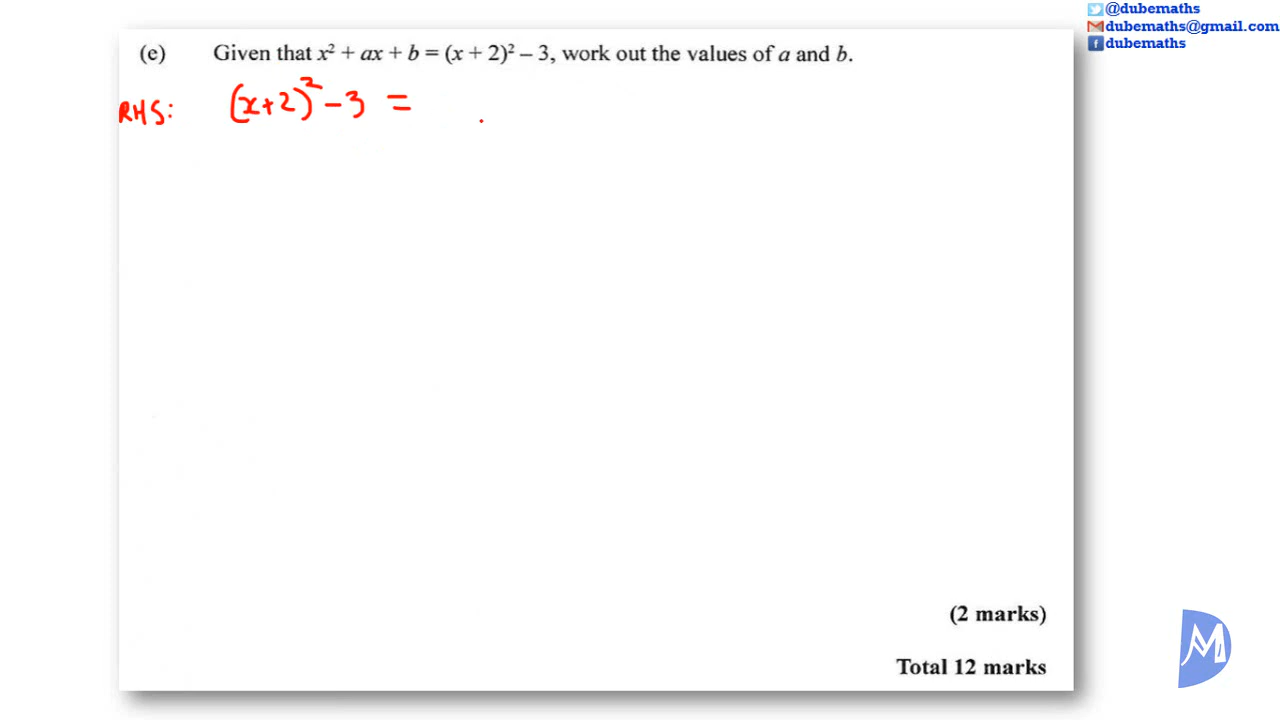 @dubemaths
dubemaths@gmail.com
dubemaths
(e) Given that x² + ax + b = (x + 2)² – 3, work out the values of a and b.
RHS: (x+2)² -3 =
(2 marks)
Total 12 marks
DM